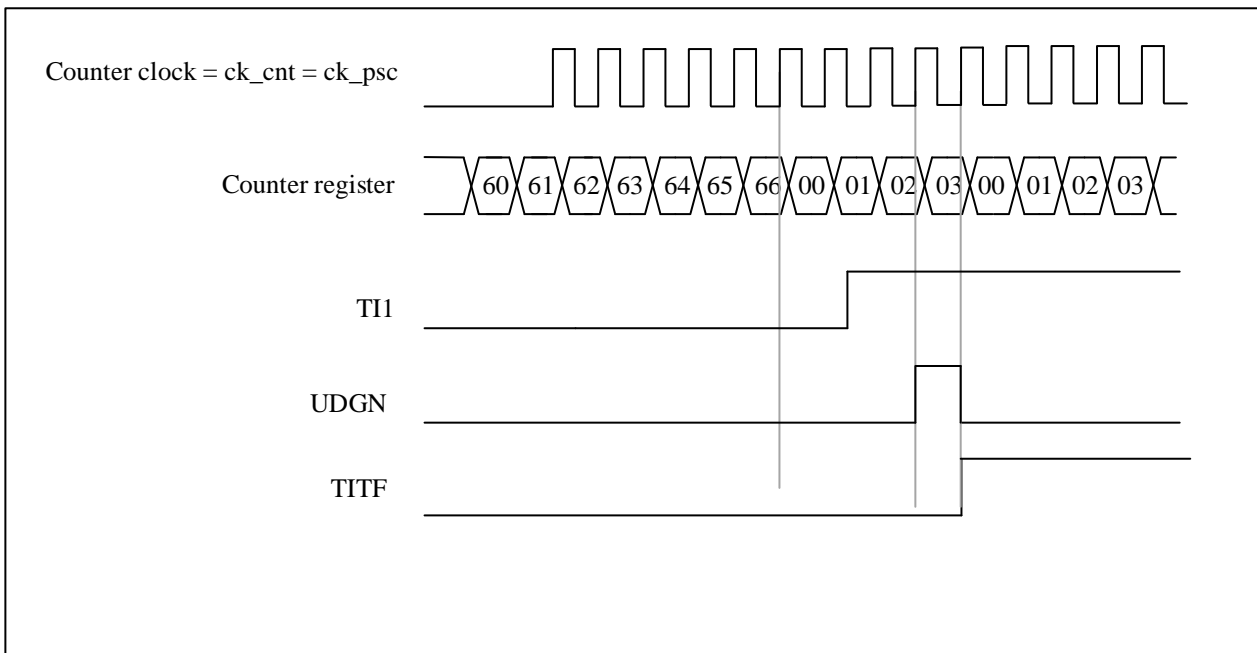 Counter clock = ck_cnt = ck_psc
Counter register 60 61 62 63 64 65 66 00 01 02 03 00 01 02 03
TI1
UDGN
TITF